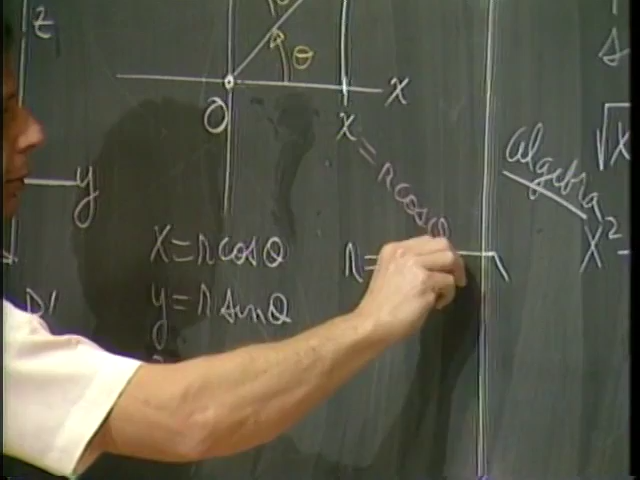 z
θ
x
O
x = r cos θ
y
algebra
√x
x²-
x = r cos θ
r =
y = r sin θ